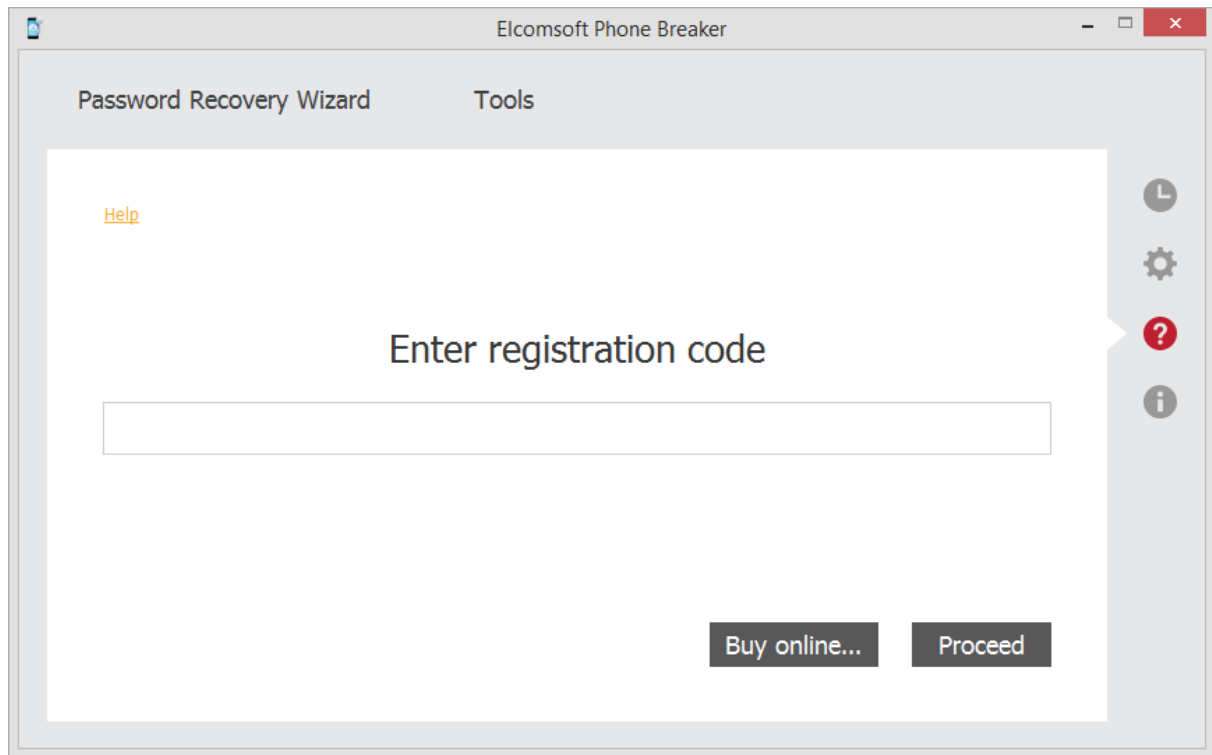 Elcomsoft Phone Breaker
Password Recovery Wizard Tools
Help
Enter registration code
Buy online... Proceed